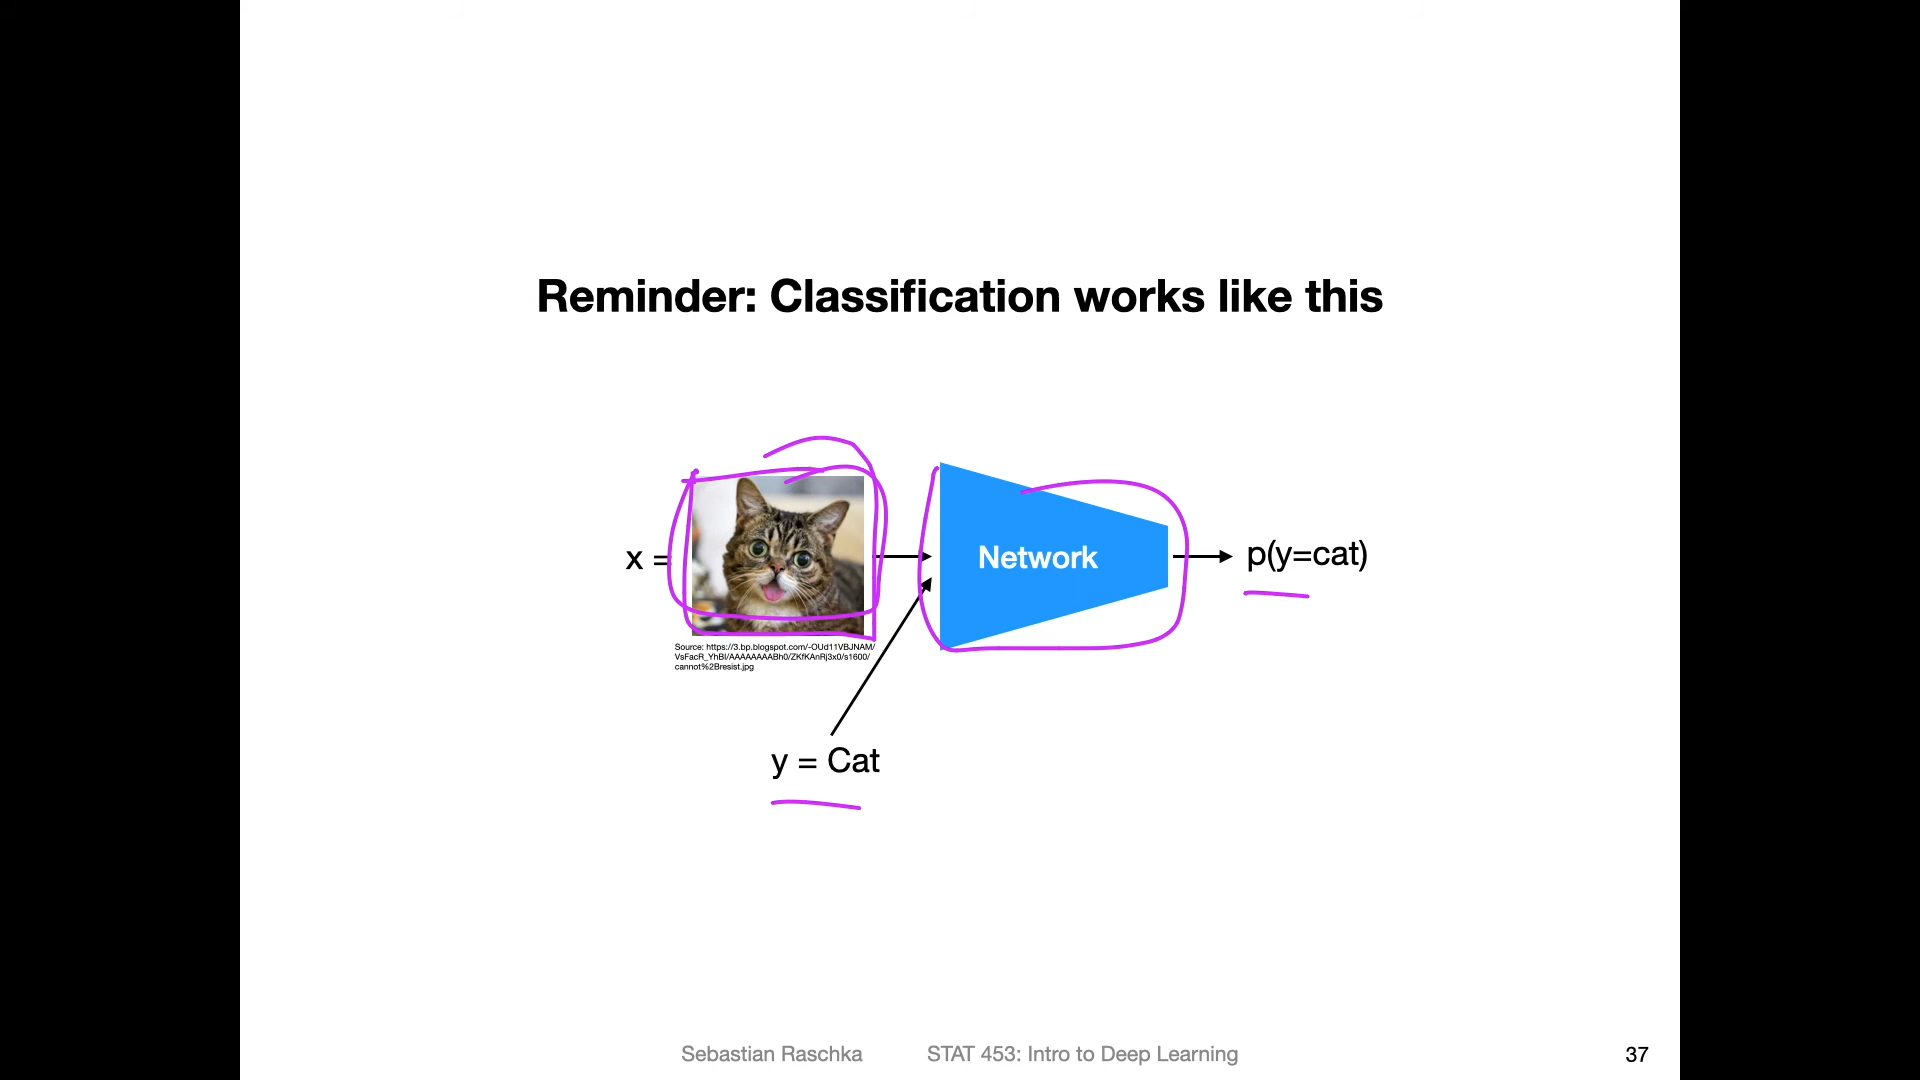 Reminder: Classification works like this
x =
Network
p(y=cat)
Source: https://3.bp.blogspot.com/-OUd11VBJNAM/
VsFacR_YhBI/AAAAAAAABh0/ZKfKAnRj3x0/s1600/
cannot%2Bresist.jpg
y = Cat
Sebastian Raschka
STAT 453: Intro to Deep Learning
37